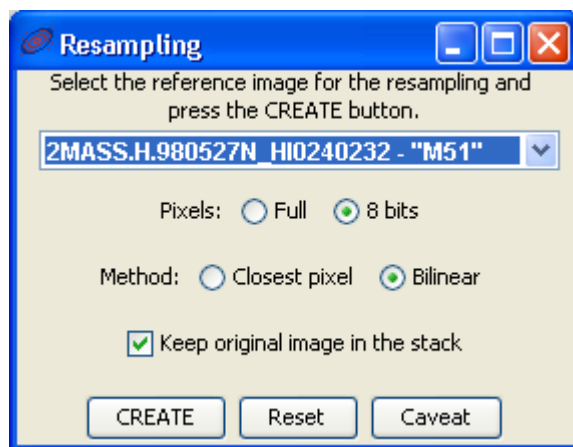 Resampling
Select the reference image for the resampling and
press the CREATE button.
2MASS.H.980527N_HI0240232 - "M51"
Pixels: Full 8 bits
Method: Closest pixel Bilinear
Keep original image in the stack
CREATE Reset Caveat